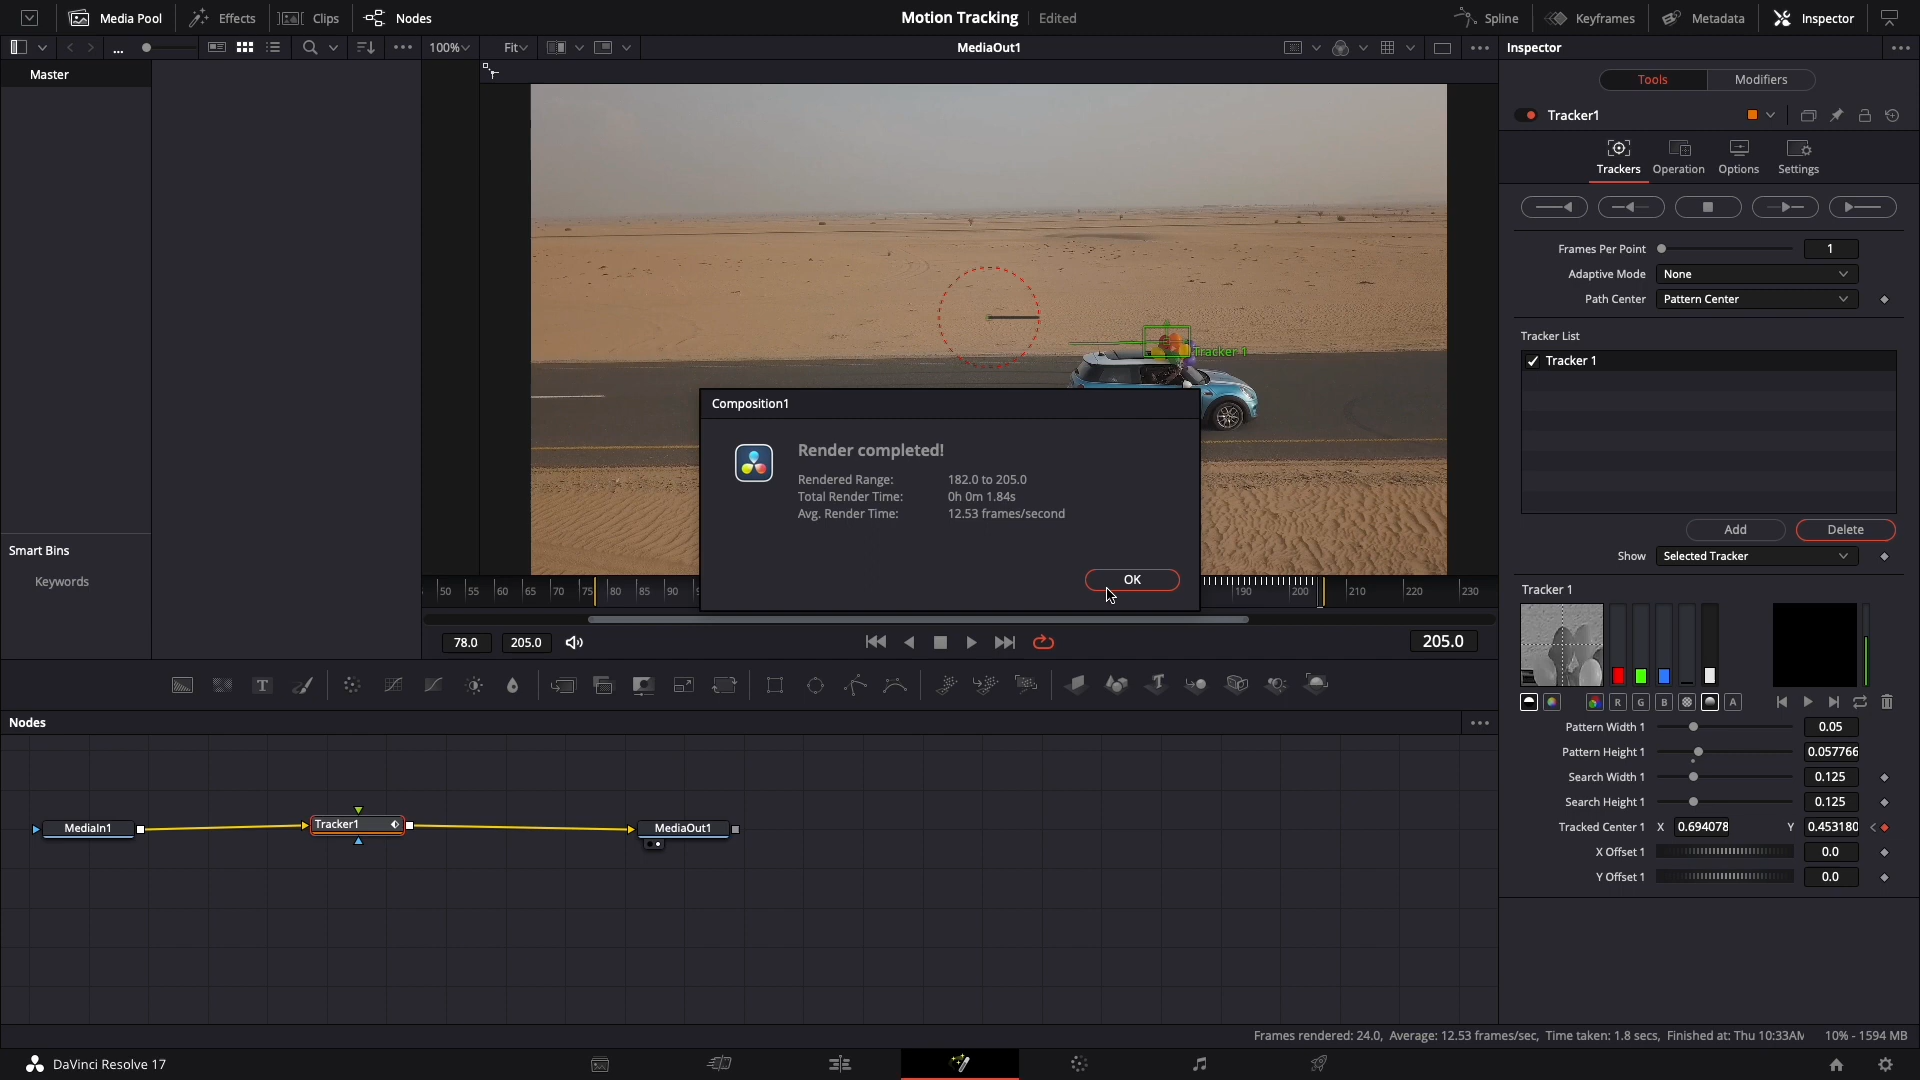 Media Pool
Effects
Clips
Nodes
Motion Tracking
Edited
Spline
Keyframes
Metadata
Inspector
...
100%
Fit
MediaOut1
Inspector
Master
Tools
Modifiers
Tracker1
Trackers
Operation
Options
Settings
Frames Per Point
1
Adaptive Mode
None
Path Center
Pattern Center
Tracker List
Tracker 1
Tracker 1
Composition1
Render completed!
Rendered Range: 182.0 to 205.0
Total Render Time: 0h 0m 1.84s
Avg. Render Time: 12.53 frames/second
OK
Add
Delete
Show
Selected Tracker
Smart Bins
Keywords
50 55 60 65 70 75 80 85 90 190 200 210 220 230
78.0
205.0
205.0
Tracker 1
R
G
B
A
Pattern Width 1
0.05
Pattern Height 1
0.057766
Search Width 1
0.125
Search Height 1
0.125
Tracked Center 1 X 0.694078 Y 0.453180
X Offset 1
0.0
Y Offset 1
0.0
Nodes
MediaIn1
Tracker1
MediaOut1
Frames rendered: 24.0, Average: 12.53 frames/sec, Time taken: 1.8 secs, Finished at: Thu 10:33AM
10% - 1594 MB
DaVinci Resolve 17